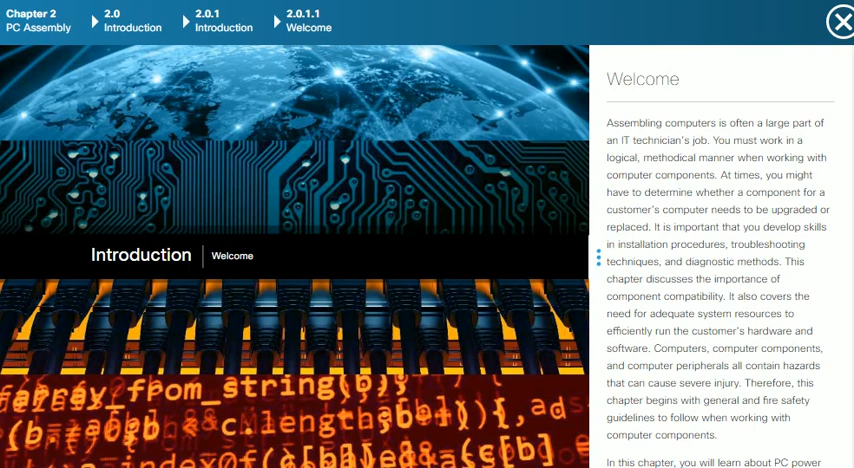 Chapter 2
PC Assembly
2.0
Introduction
2.0.1
Introduction
2.0.1.1
Welcome
Introduction
Welcome
array_from_string(b)
Welcome
Assembling computers is often a large part of
an IT technician's job. You must work in a
logical, methodical manner when working with
computer components. At times, you might
have to determine whether a component for a
customer's computer needs to be upgraded or
replaced. It is important that you develop skills
in installation procedures, troubleshooting
techniques, and diagnostic methods. This
chapter discusses the importance of
component compatibility. It also covers the
need for adequate system resources to
efficiently run the customer's hardware and
software. Computers, computer components,
and computer peripherals all contain hazards
that can cause severe injury. Therefore, this
chapter begins with general and fire safety
guidelines to follow when working with
computer components.
In this chapter, you will learn about PC power